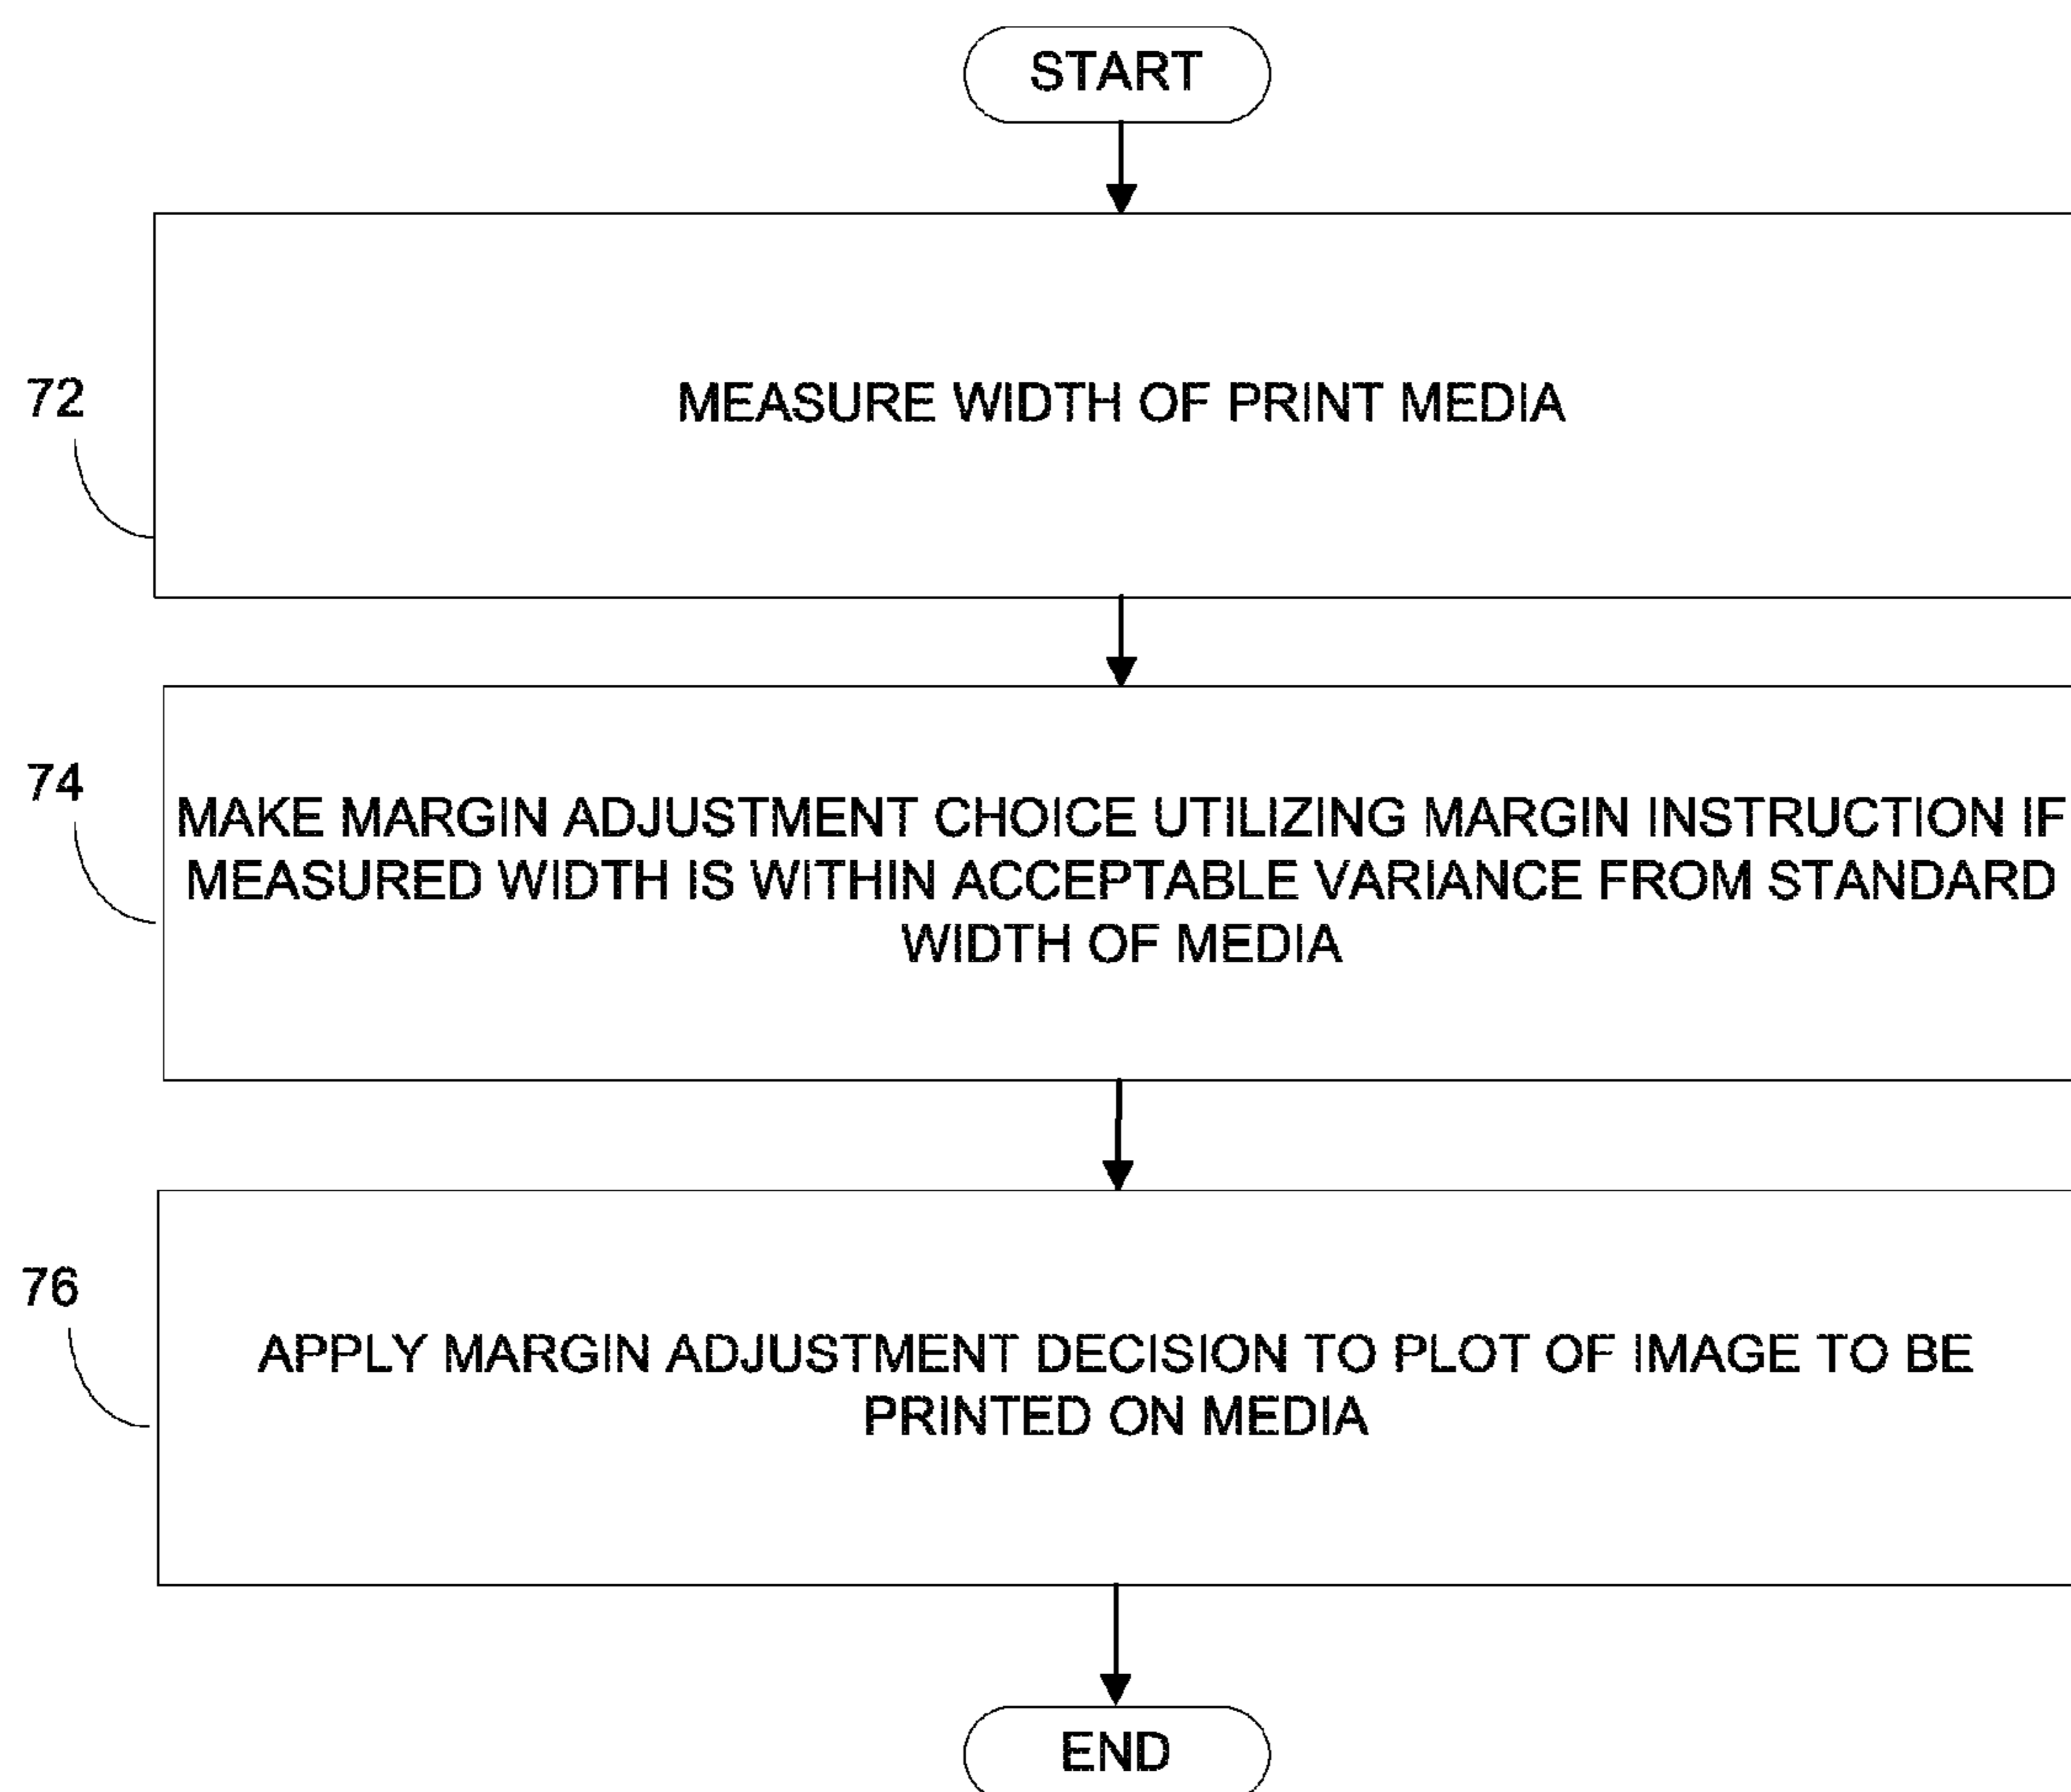 START
72
MEASURE WIDTH OF PRINT MEDIA
74
MAKE MARGIN ADJUSTMENT CHOICE UTILIZING MARGIN INSTRUCTION IF
MEASURED WIDTH IS WITHIN ACCEPTABLE VARIANCE FROM STANDARD
WIDTH OF MEDIA
76
APPLY MARGIN ADJUSTMENT DECISION TO PLOT OF IMAGE TO BE
PRINTED ON MEDIA
END